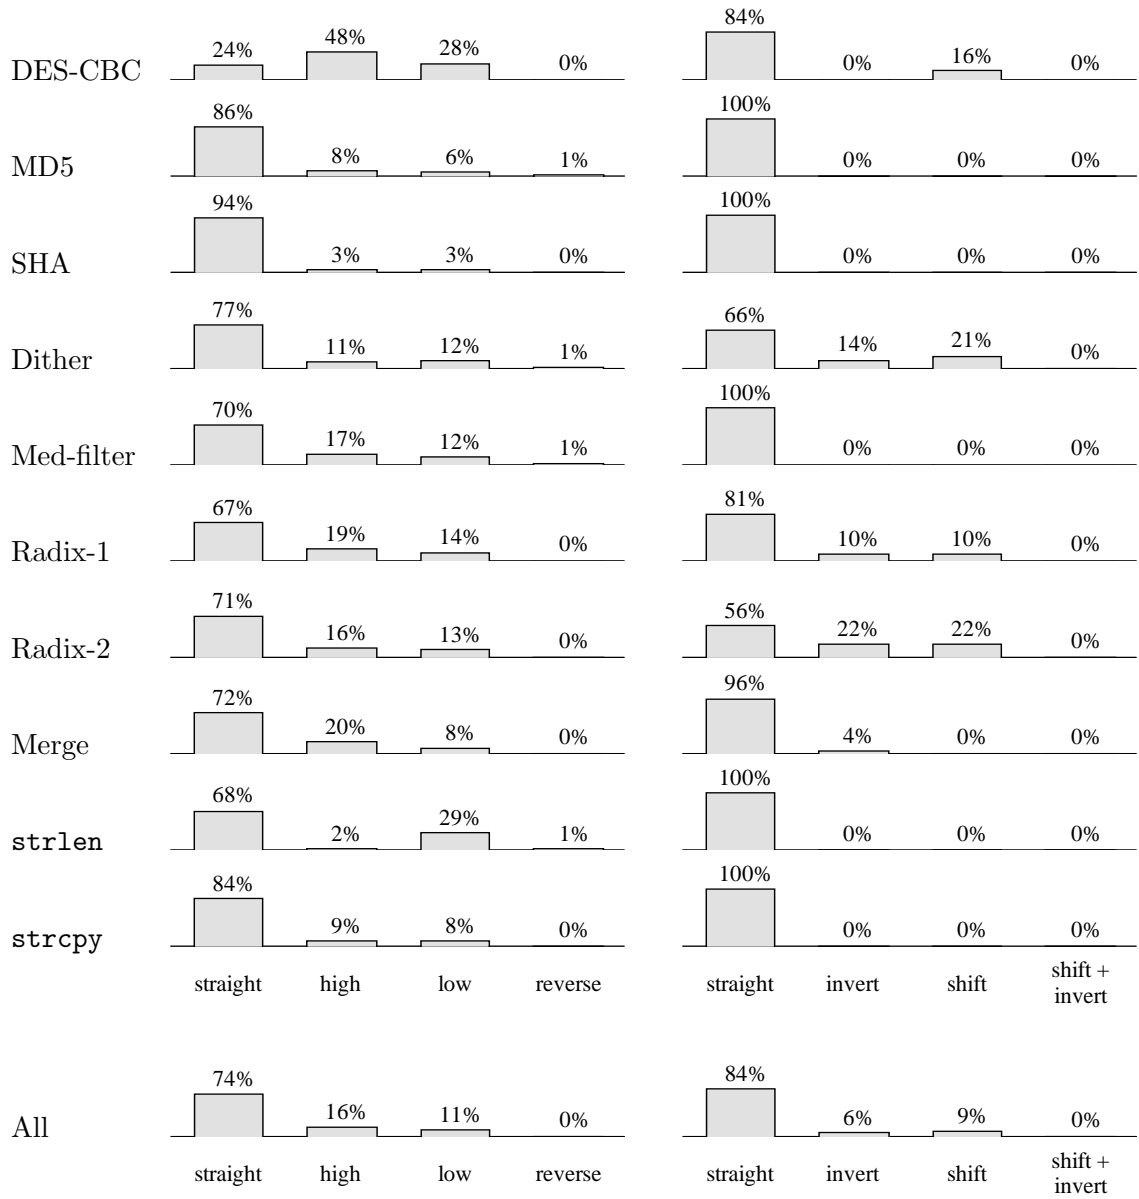 DES-CBC 24% 48% 28% 0% 84% 0% 16% 0%
MD5 86% 8% 6% 1% 100% 0% 0% 0%
SHA 94% 3% 3% 0% 100% 0% 0% 0%
Dither 77% 11% 12% 1% 66% 14% 21% 0%
Med-filter 70% 17% 12% 1% 100% 0% 0% 0%
Radix-1 67% 19% 14% 0% 81% 10% 10% 0%
Radix-2 71% 16% 13% 0% 56% 22% 22% 0%
Merge 72% 20% 8% 0% 96% 4% 0% 0%
strlen 68% 2% 29% 1% 100% 0% 0% 0%
strcpy 84% 9% 8% 0% 100% 0% 0% 0%
straight high low reverse straight invert shift shift +
invert
All 74% 16% 11% 0% 84% 6% 9% 0%
straight high low reverse straight invert shift shift +
invert